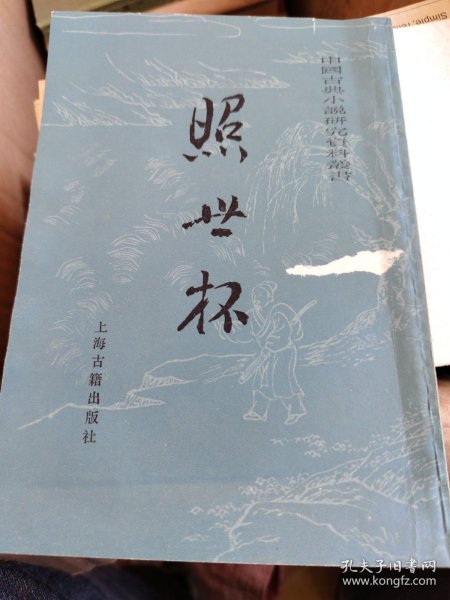 中國古典小說研究資料叢書
照世杯
上海古籍出版社
Simple,
孔夫子旧书网
www.kongfz.com